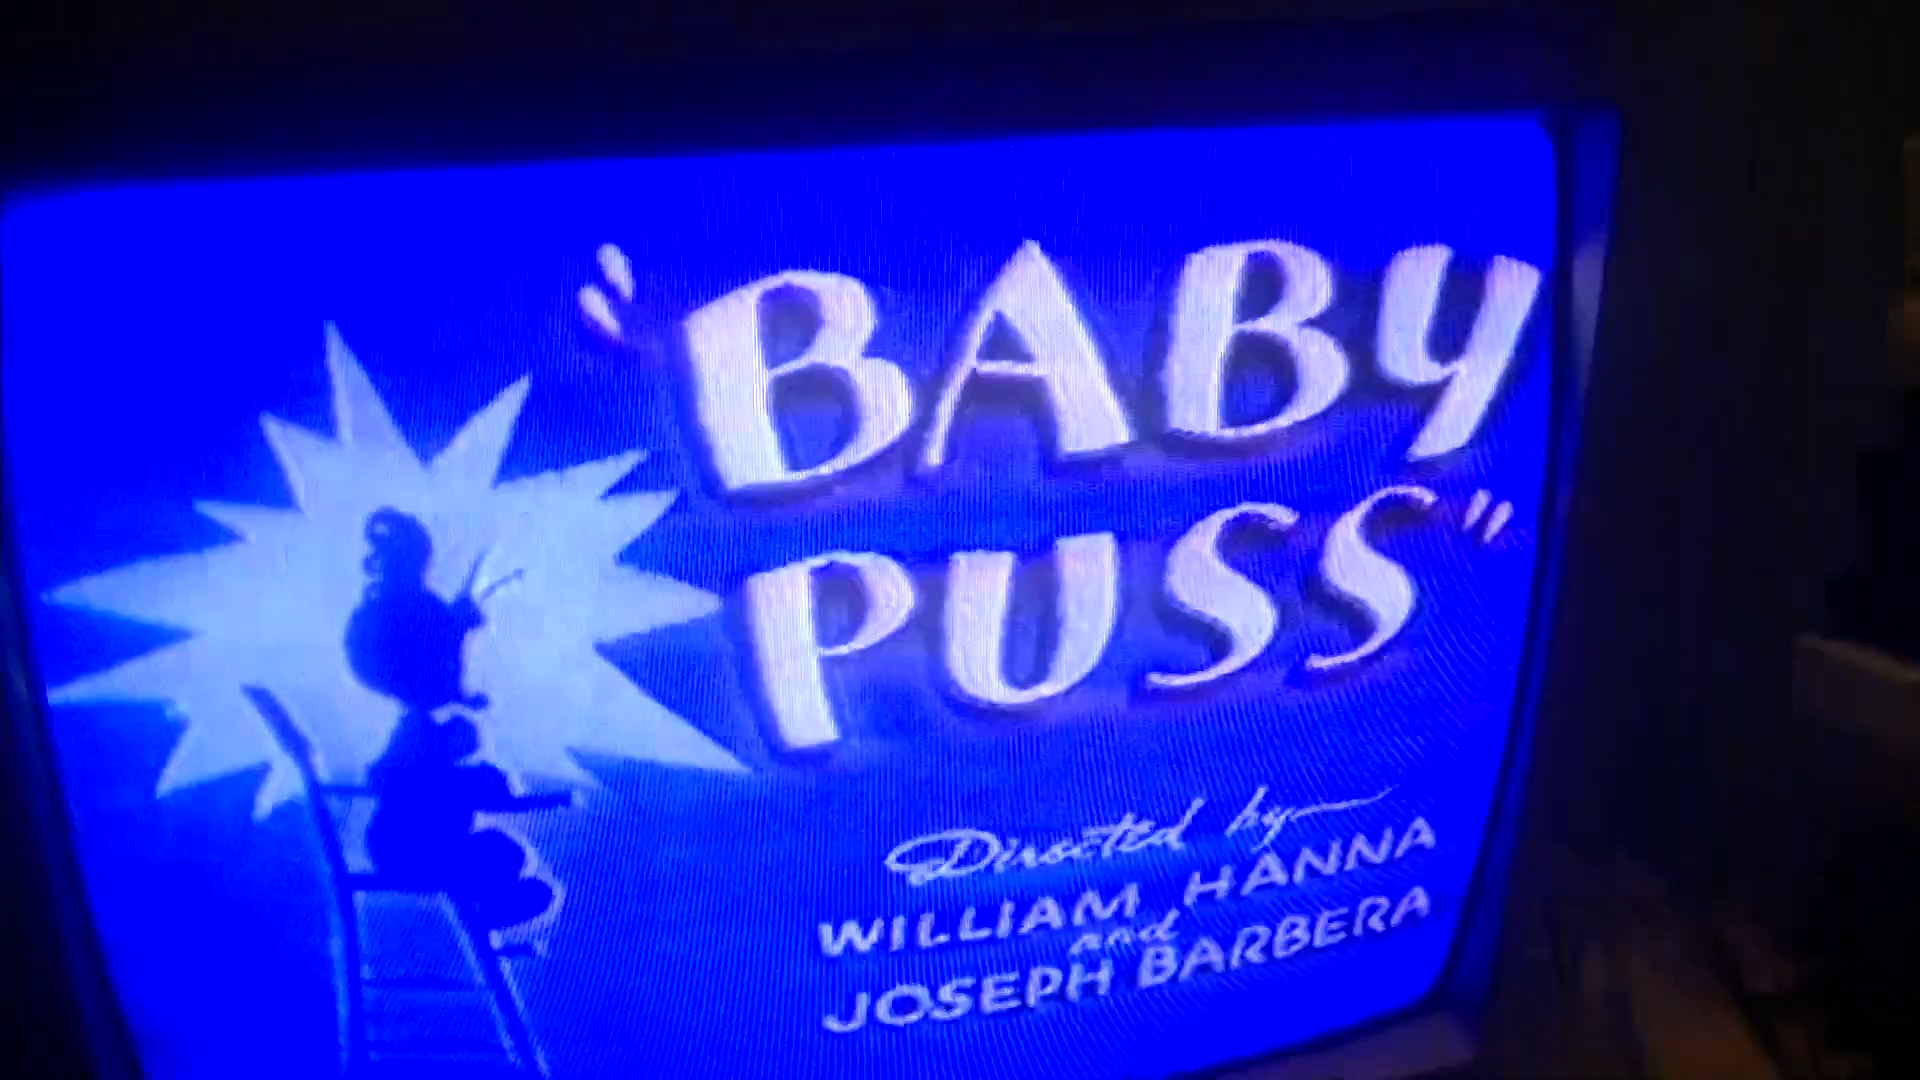 "BABY
PUSS"
Directed by
WILLIAM HANNA
and
JOSEPH BARBERA